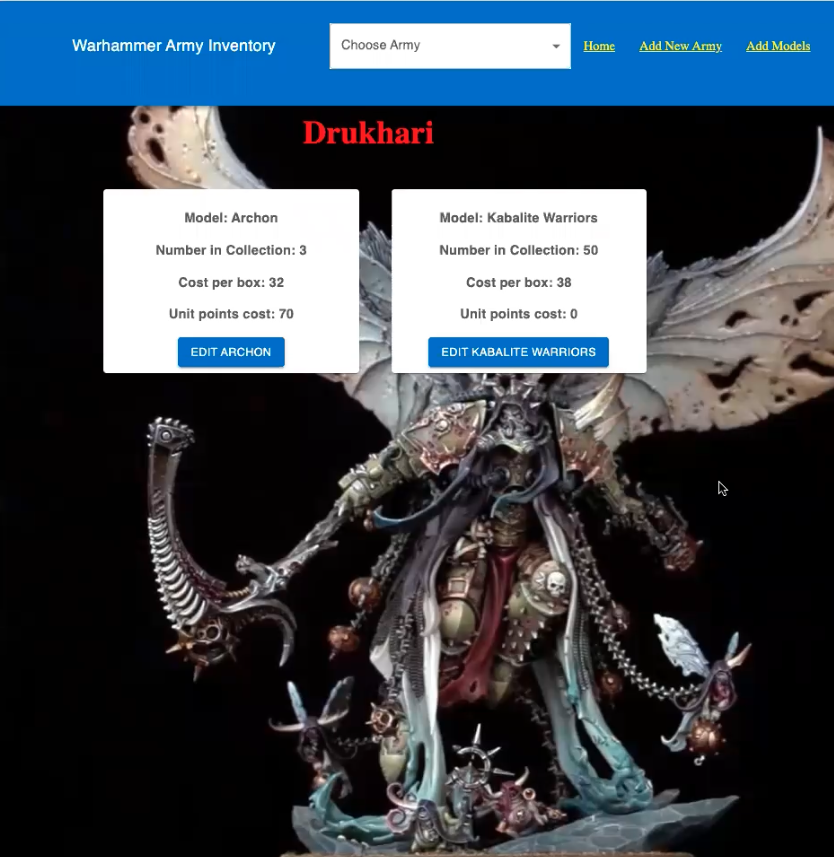 Warhammer Army Inventory
Choose Army
Home
Add New Army
Add Models
Drukhari
Model: Archon
Number in Collection: 3
Cost per box: 32
Unit points cost: 70
EDIT ARCHON
Model: Kabalite Warriors
Number in Collection: 50
Cost per box: 38
Unit points cost: 0
EDIT KABALITE WARRIORS